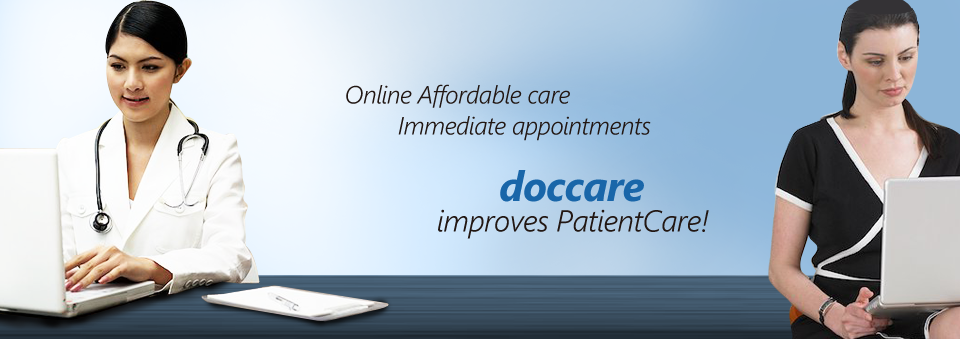 Online Affordable care
Immediate appointments
doccare
improves PatientCare!